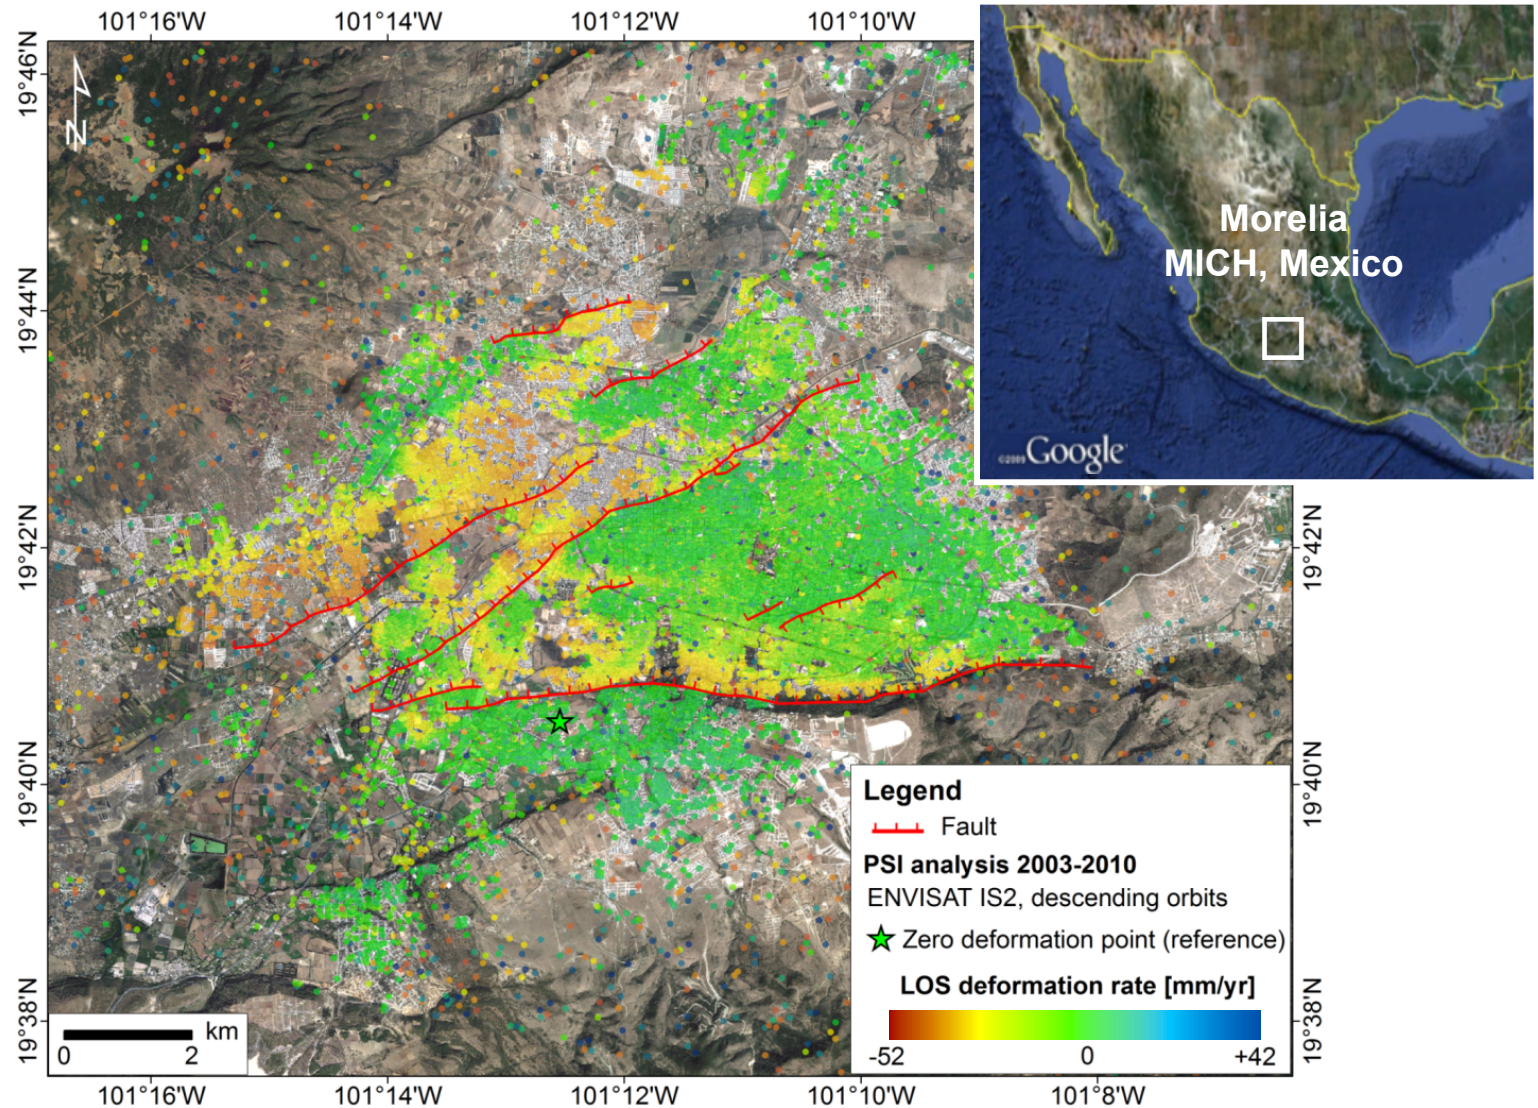 101°16'W 101°14'W 101°12'W 101°10'W
19°46'N
19°44'N
19°42'N
19°40'N
19°38'N
N
Morelia
MICH, Mexico
©2009 Google
19°42'N
19°40'N
19°38'N
Legend
Fault
PSI analysis 2003-2010
ENVISAT IS2, descending orbits
Zero deformation point (reference)
LOS deformation rate [mm/yr]
-52 0 +42
km
0 2
101°16'W 101°14'W 101°12'W 101°10'W 101°8'W